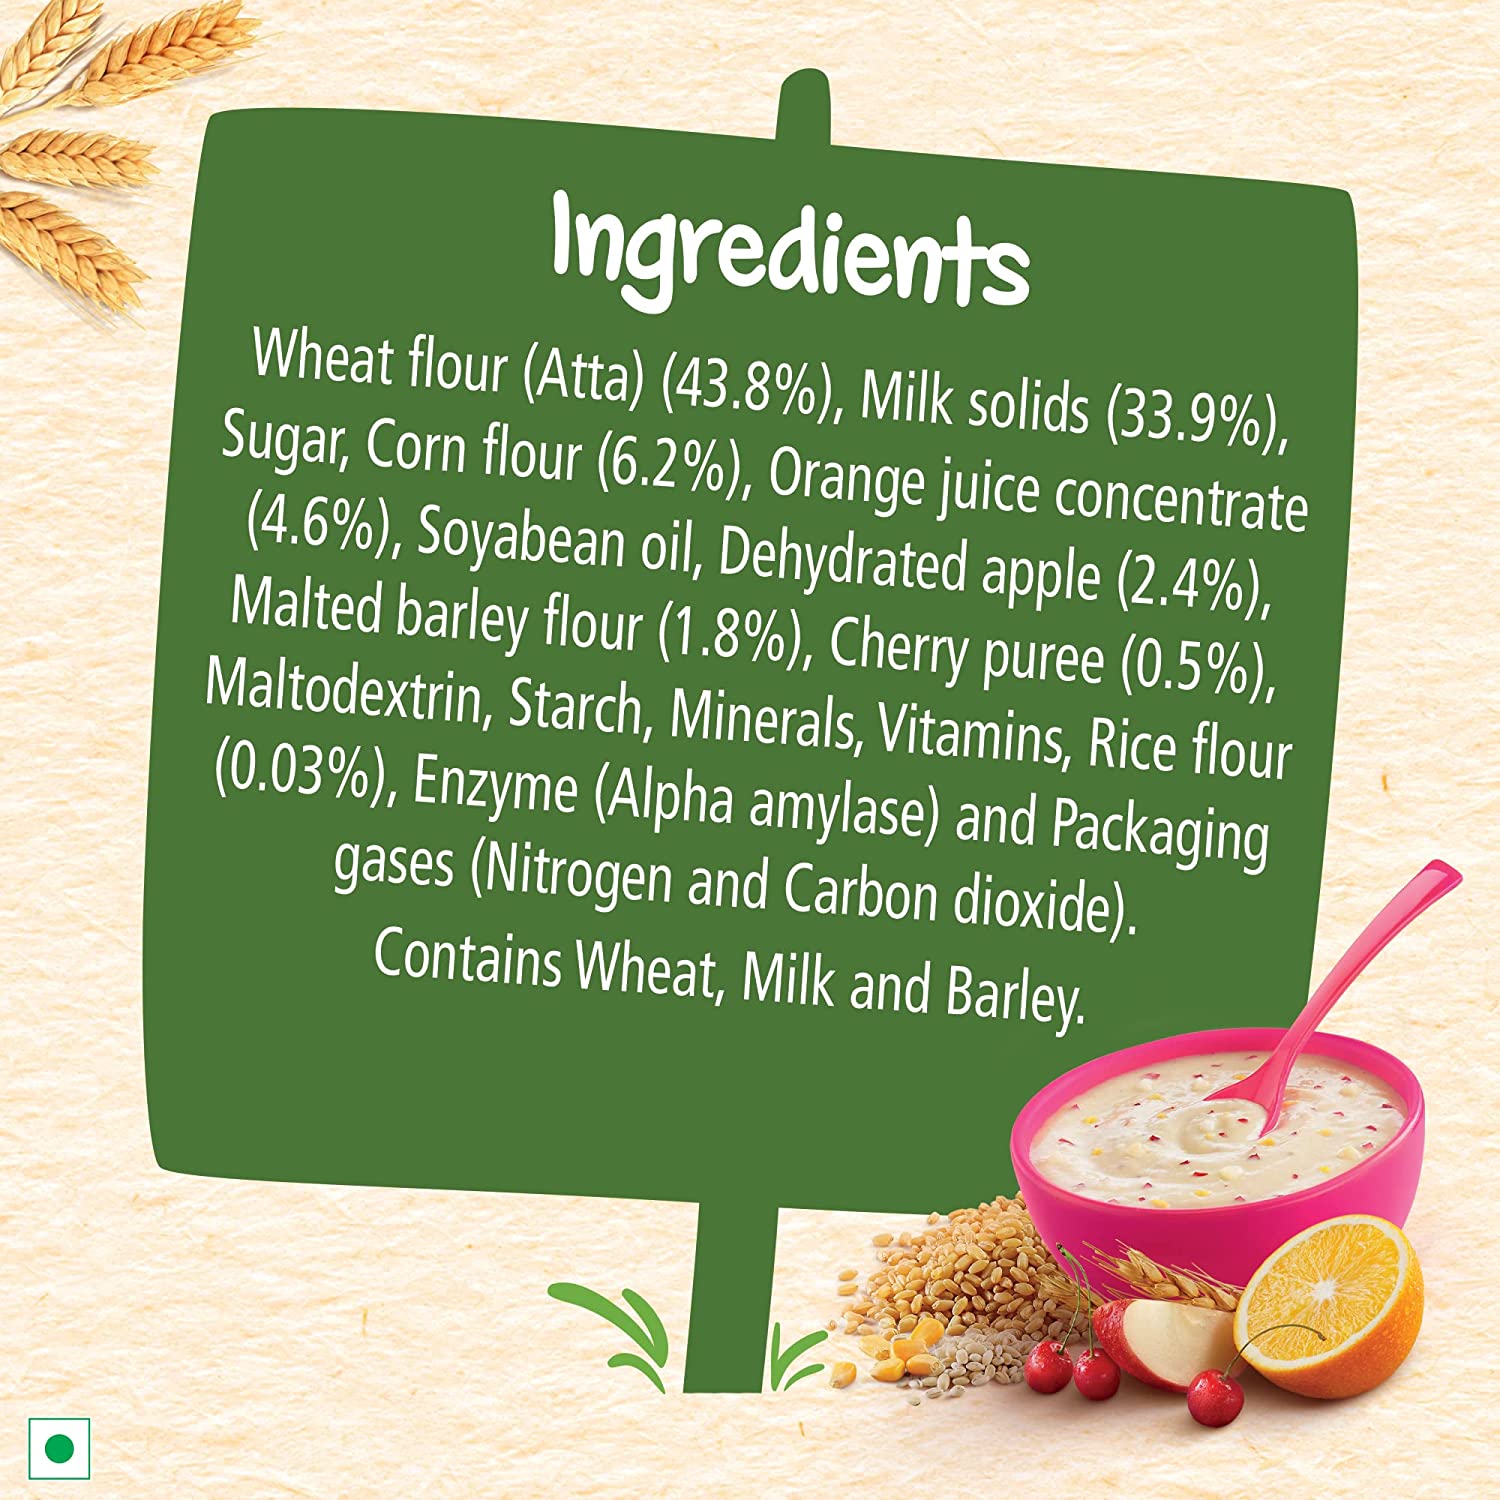 Ingredients
Wheat flour (Atta) (43.8%), Milk solids (33.9%),
Sugar, Corn flour (6.2%), Orange juice concentrate
(4.6%), Soyabean oil, Dehydrated apple (2.4%),
Malted barley flour (1.8%), Cherry puree (0.5%),
Maltodextrin, Starch, Minerals, Vitamins, Rice flour
(0.03%), Enzyme (Alpha amylase) and Packaging
gases (Nitrogen and Carbon dioxide).
Contains Wheat, Milk and Barley.